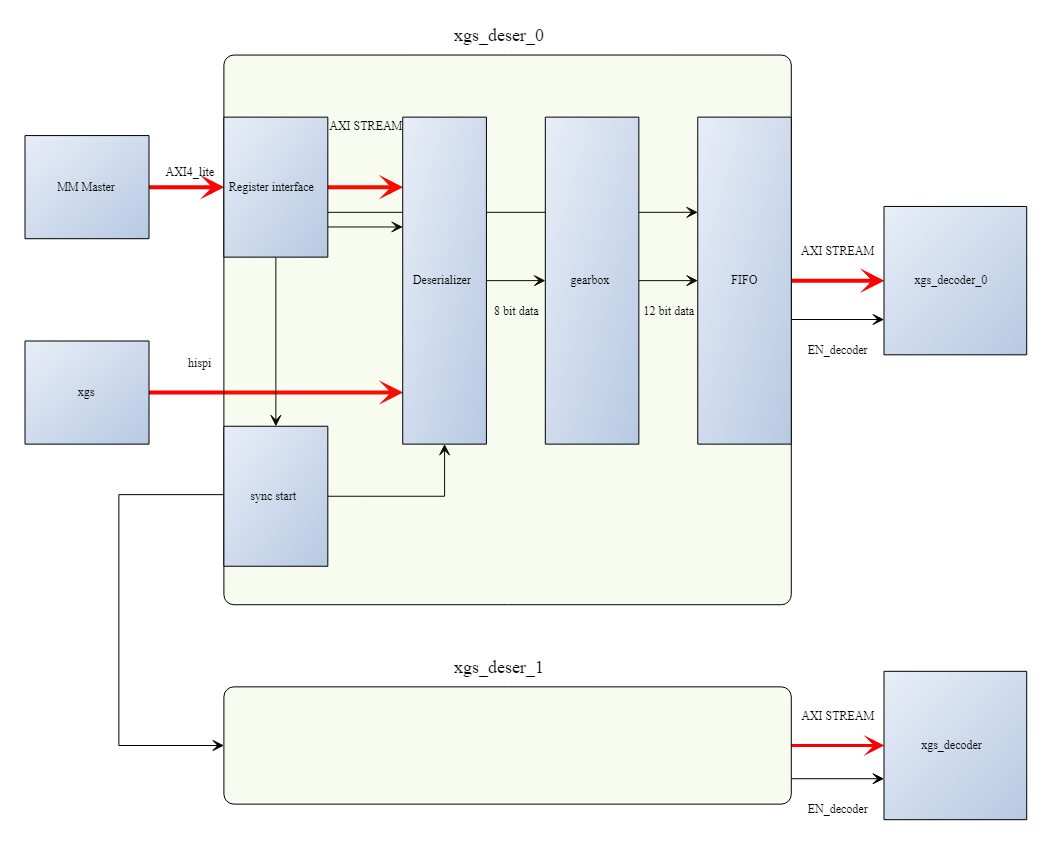 xgs_deser_0
AXI STREAM
AXI4_lite
MM Master
Register interface
AXI STREAM
Deserializer
gearbox
FIFO
xgs_decoder_0
8 bit data
12 bit data
EN_decoder
hispi
xgs
sync start
xgs_deser_1
AXI STREAM
xgs_decoder
EN_decoder